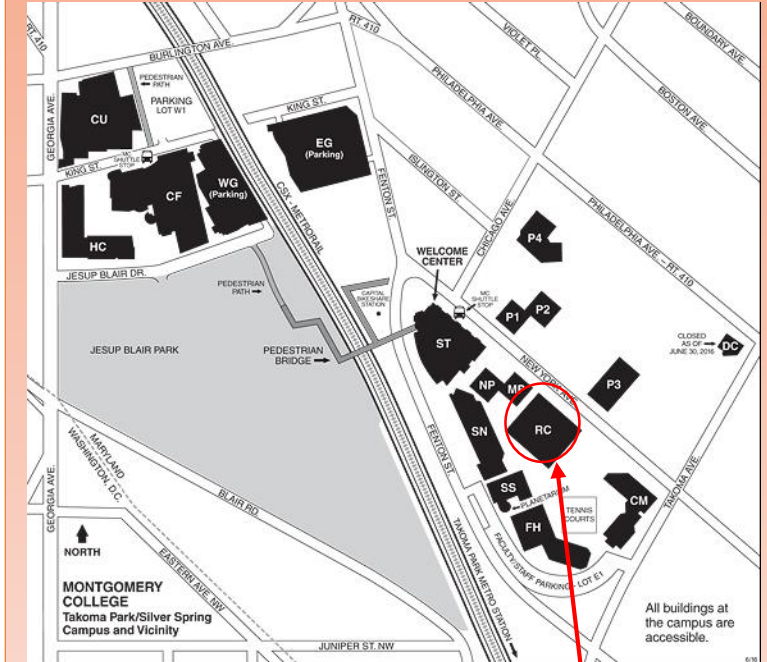 RT. 410
BURLINGTON AVE.
RT. 410
VIOLET PL.
BOUNDARY AVE.
PHILADELPHIA AVE.
BOSTON AVE.
GEORGIA AVE.
PEDESTRIAN
PATH
PARKING
LOT W1
CU
KING ST.
EG
(Parking)
KING ST.
MC
SHUTTLE
STOP
CF
WG
(Parking)
HC
JESUP BLAIR DR.
CSX - METRORAIL
FENTON ST.
ISLINGTON ST.
CHICAGO AVE.
PHILADELPHIA AVE. – RT. 410
P4
WELCOME
CENTER
PEDESTRIAN
PATH
CAPITAL
BIKESHARE
STATION
MC
SHUTTLE
STOP
P1
P2
CLOSED
AS OF
JUNE 30, 2016
DC
JESUP BLAIR PARK
PEDESTRIAN
BRIDGE
ST
NEW YORK AVE.
P3
NP
MP
RC
SN
FENTON ST.
TAKOMA AVE.
MARYLAND
WASHINGTON, D.C.
SS
PLANETARIUM
CM
TENNIS
COURTS
FH
GEORGIA AVE.
BLAIR RD.
FACULTY/STAFF PARKING - LOT E1
TAKOMA PARK METRO STATION
NORTH
EASTERN AVE. NW
MONTGOMERY
COLLEGE
Takoma Park/Silver Spring
Campus and Vicinity
All buildings at
the campus are
accessible.
JUNIPER ST. NW
6/16